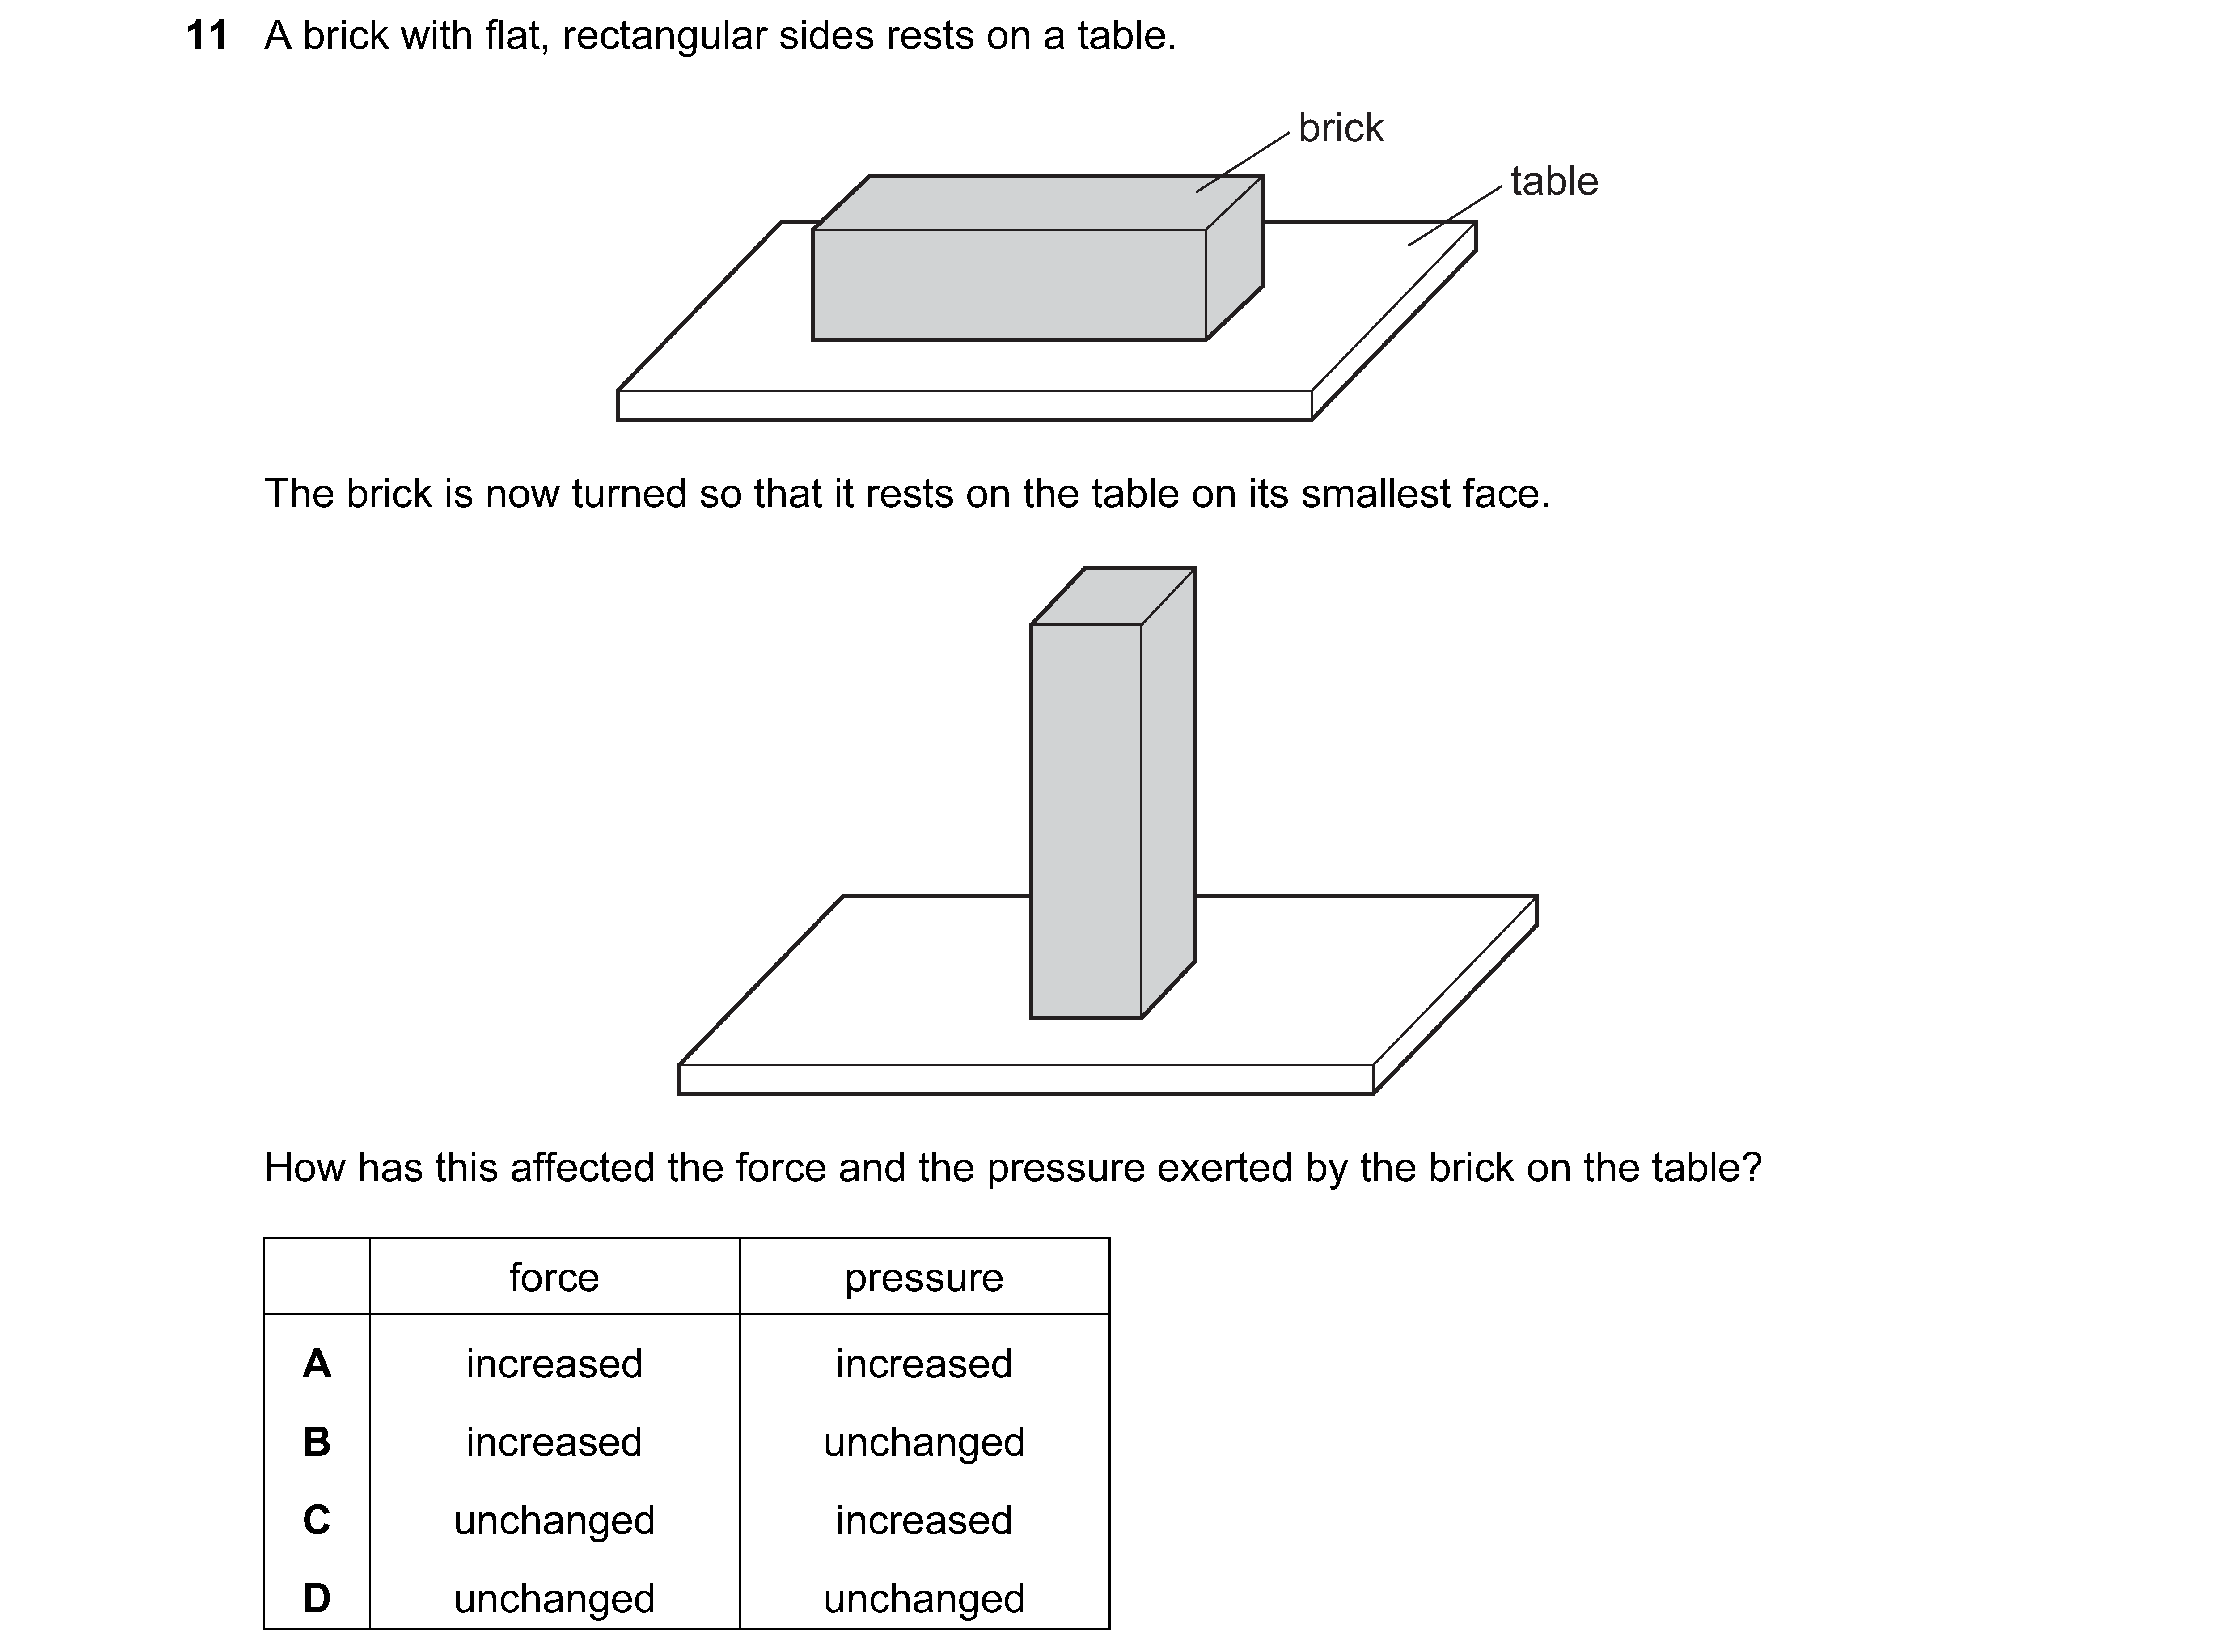 11 A brick with flat, rectangular sides rests on a table.
brick
table
The brick is now turned so that it rests on the table on its smallest face.
How has this affected the force and the pressure exerted by the brick on the table?
force pressure
A increased increased
B increased unchanged
C unchanged increased
D unchanged unchanged